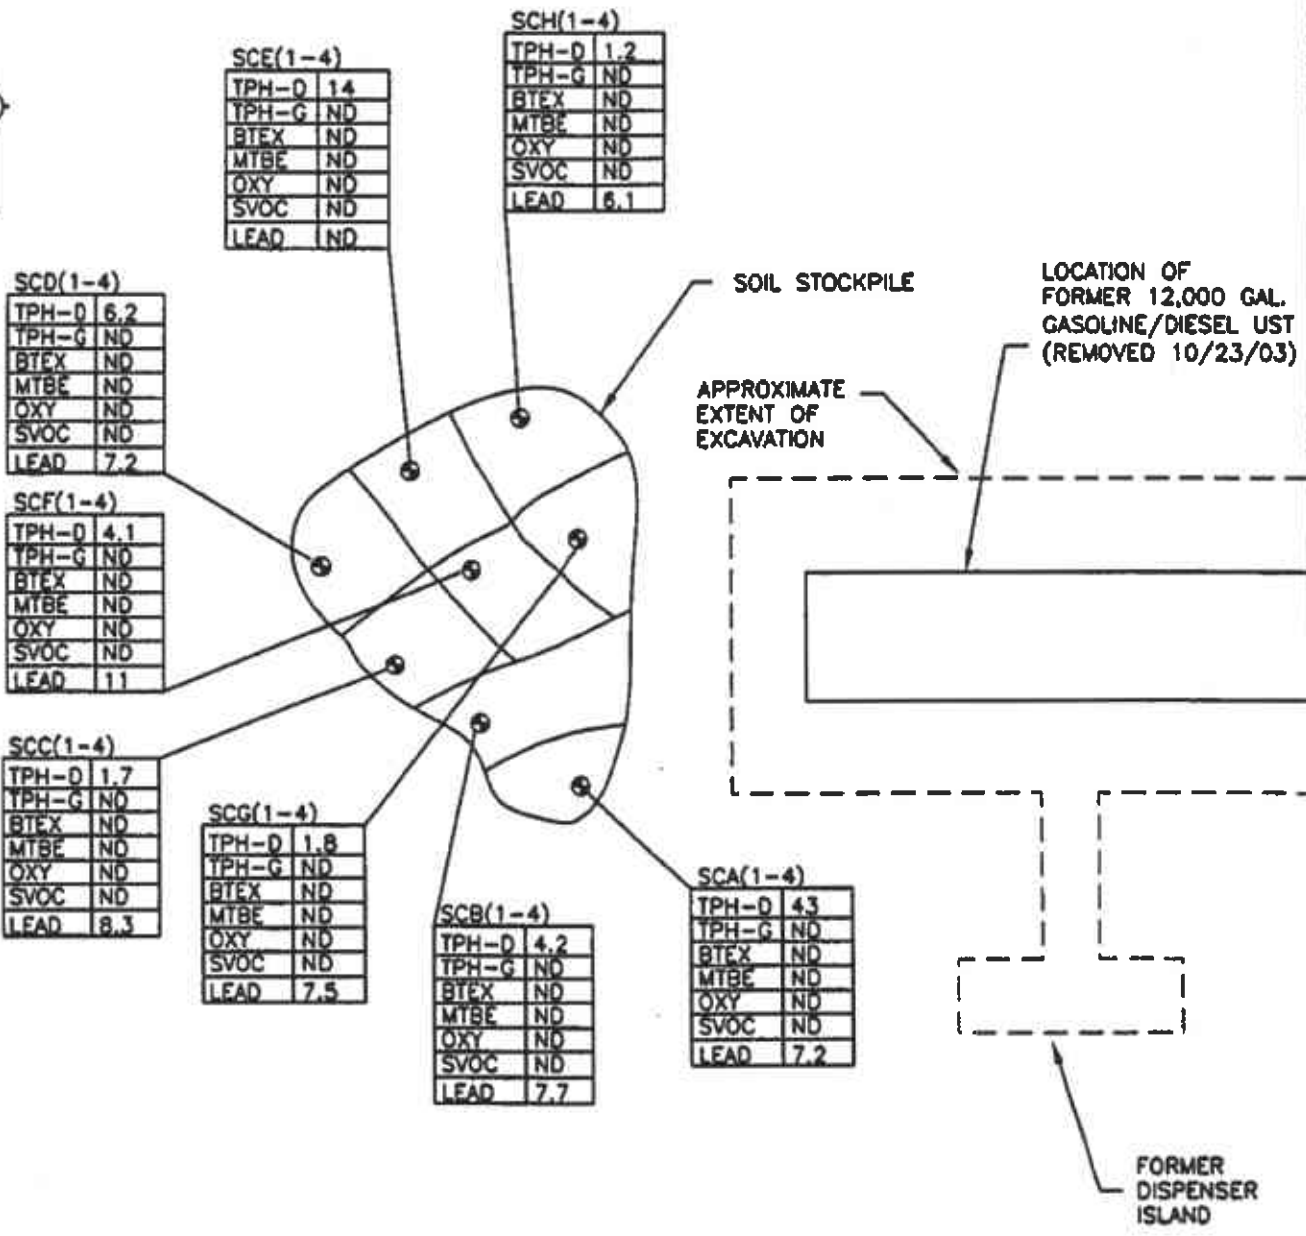 SCH(1-4)
TPH-D 1.2
TPH-G ND
BTEX ND
MTBE ND
OXY ND
SVOC ND
LEAD 6.1
SCE(1-4)
TPH-D 14
TPH-G ND
BTEX ND
MTBE ND
OXY ND
SVOC ND
LEAD ND
SCD(1-4)
TPH-D 6.2
TPH-G ND
BTEX ND
MTBE ND
OXY ND
SVOC ND
LEAD 7.2
SCF(1-4)
TPH-D 4.1
TPH-G ND
BTEX ND
MTBE ND
OXY ND
SVOC ND
LEAD 11
SCC(1-4)
TPH-D 1.7
TPH-G ND
BTEX ND
MTBE ND
OXY ND
SVOC ND
LEAD 8.3
SCG(1-4)
TPH-D 1.8
TPH-G ND
BTEX ND
MTBE ND
OXY ND
SVOC ND
LEAD 7.5
SCB(1-4)
TPH-D 4.2
TPH-G ND
BTEX ND
MTBE ND
OXY ND
SVOC ND
LEAD 7.7
SCA(1-4)
TPH-D 43
TPH-G ND
BTEX ND
MTBE ND
OXY ND
SVOC ND
LEAD 7.2
SOIL STOCKPILE
LOCATION OF
FORMER 12,000 GAL.
GASOLINE/DIESEL UST
(REMOVED 10/23/03)
APPROXIMATE
EXTENT OF
EXCAVATION
FORMER
DISPENSER
ISLAND